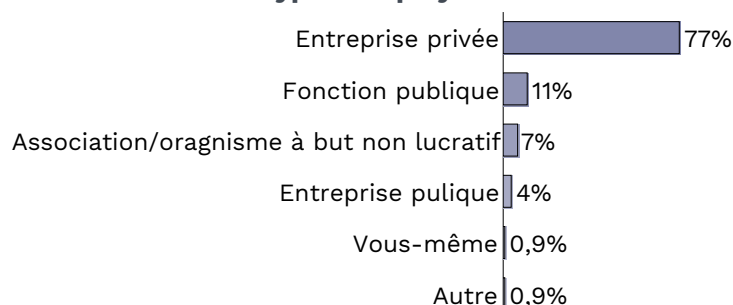 Entreprise privée 77%
Fonction publique 11%
Association/oragnisme à but non lucratif 7%
Entreprise pulique 4%
Vous-même 0,9%
Autre 0,9%